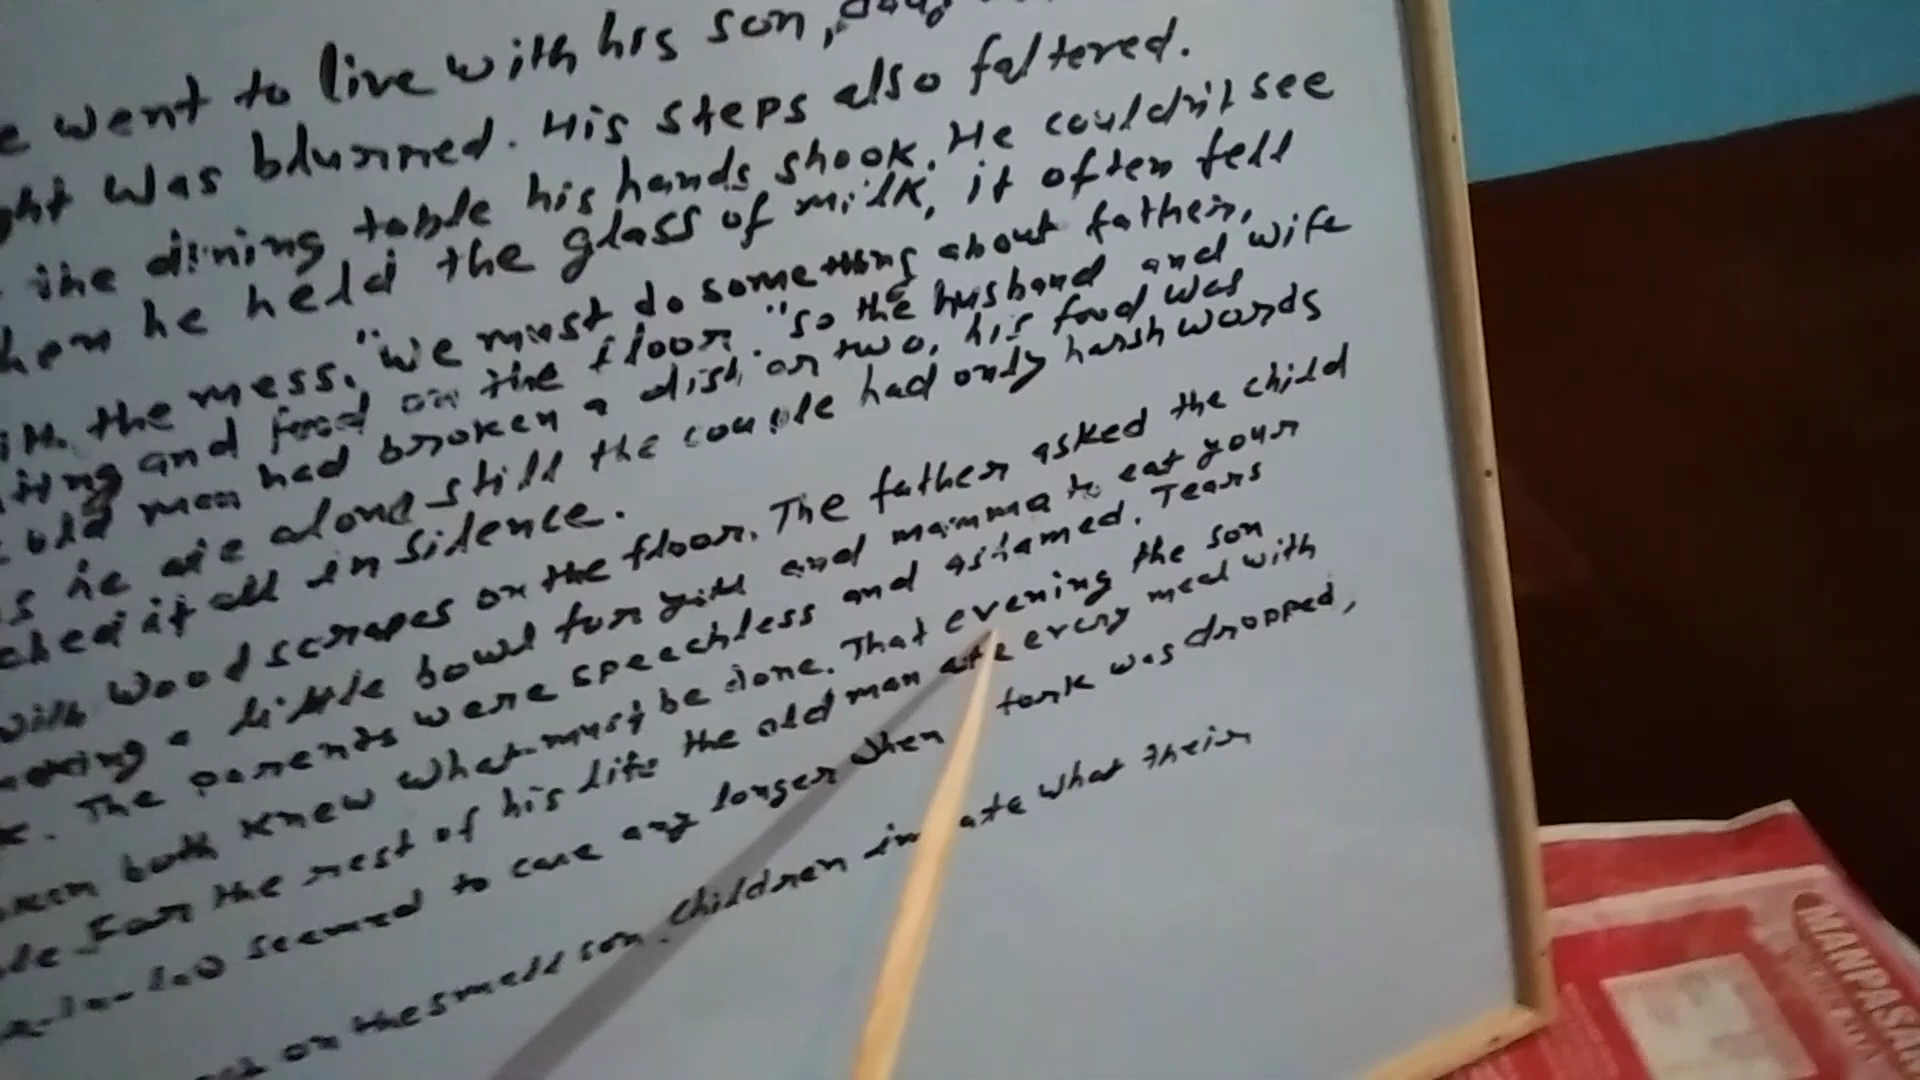 went to live with his son,
was blurred. His steps also faltered.
the dining table his hands shook. He couldn't see
he held the glass of milk, it often fell
the mess. "We must do something about father,
and food on the floor "So the husband and wife
old man had broken a dish or two, his food was
he ate alone still the couple had only harsh words
it all in silence.
with wood scrapes on the floor. The father asked the child
a little bowl for you and mamma to eat your
The parents were speechless and ashamed. Tears
both knew what must be done. That evening the son
For the rest of his life the old man ate every meal with
seemed to care any longer when fork was dropped,
on the small son. Children imitate what their
MANPASAND